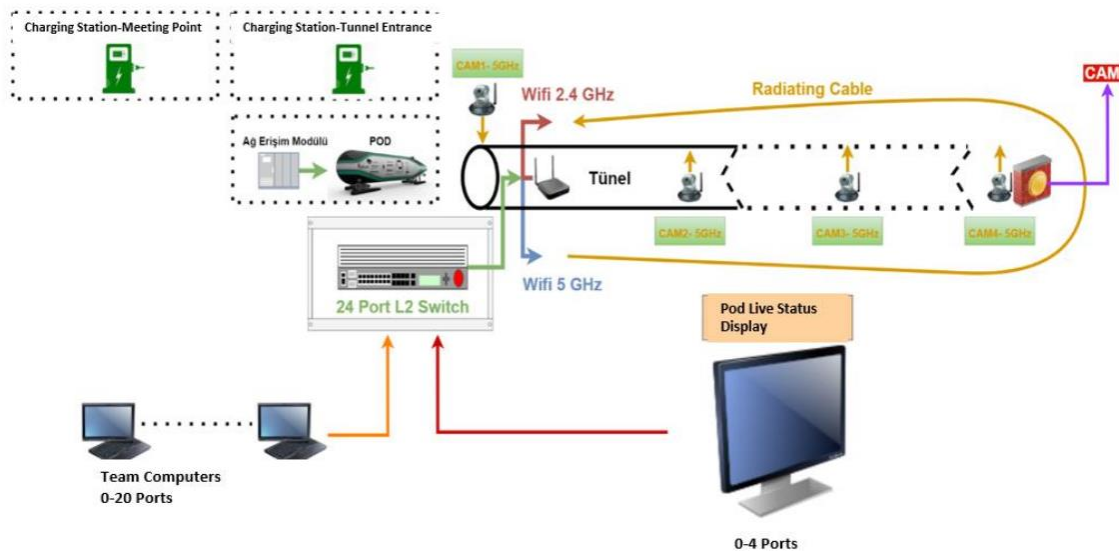 Charging Station-Meeting Point
Charging Station-Tunnel Entrance
CAM1- 5GHz
Wifi 2.4 GHz
Radiating Cable
CAM
Ağ Erişim Modülü
POD
Tünel
CAM2- 5GHz
CAM3- 5GHz
CAM4- 5GHz
Wifi 5 GHz
24 Port L2 Switch
Pod Live Status
Display
Team Computers
0-20 Ports
0-4 Ports